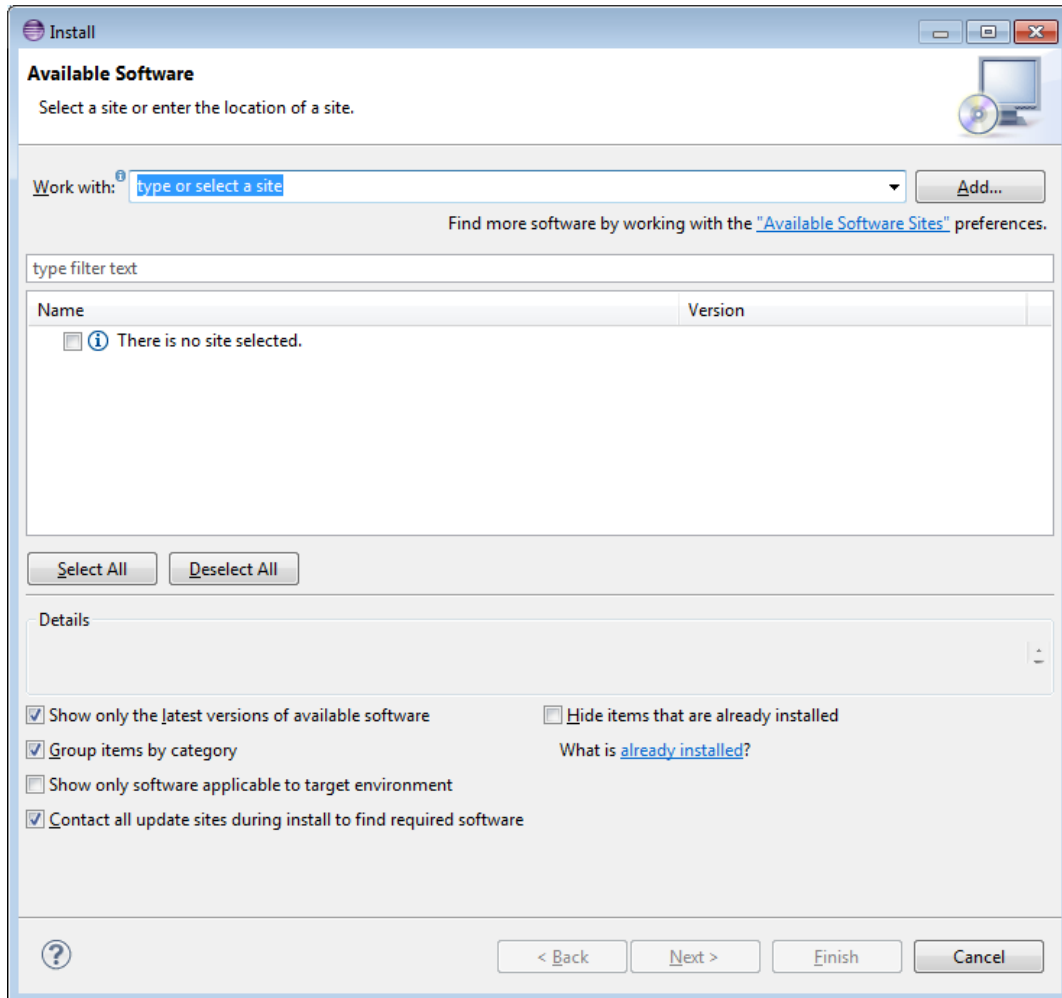 Install
Available Software
Select a site or enter the location of a site.
Work with: type or select a site Add...
Find more software by working with the "Available Software Sites" preferences.
type filter text
Name Version
There is no site selected.
Select All Deselect All
Details
Show only the latest versions of available software Hide items that are already installed
Group items by category What is already installed?
Show only software applicable to target environment
Contact all update sites during install to find required software
? < Back Next > Finish Cancel